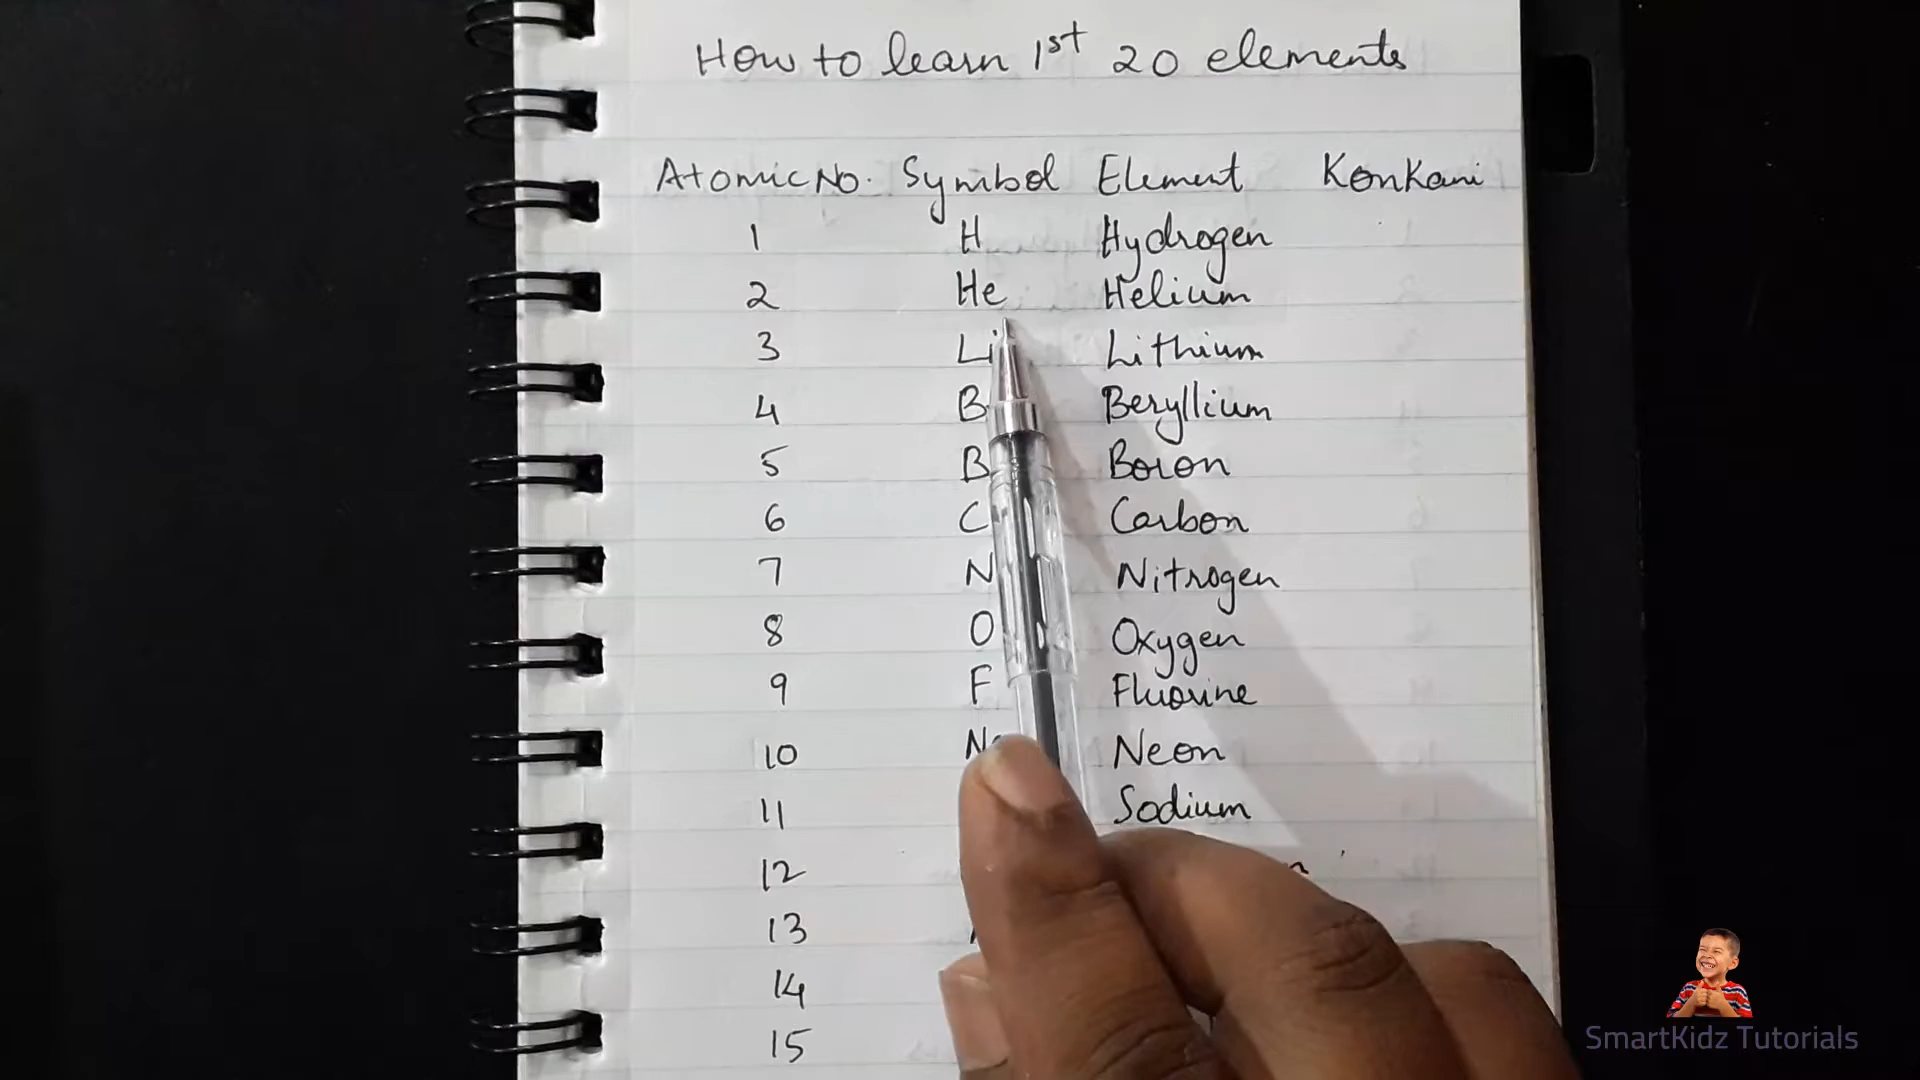 How to learn 1st 20 elements
Atomic No. Symbol Element Konkani
1 H Hydrogen
2 He Helium
3 Li Lithium
4 B Beryllium
5 B Boron
6 C Carbon
7 N Nitrogen
8 O Oxygen
9 F Fluorine
10 Ne Neon
11 Sodium
12
13
14
15
SmartKidz Tutorials